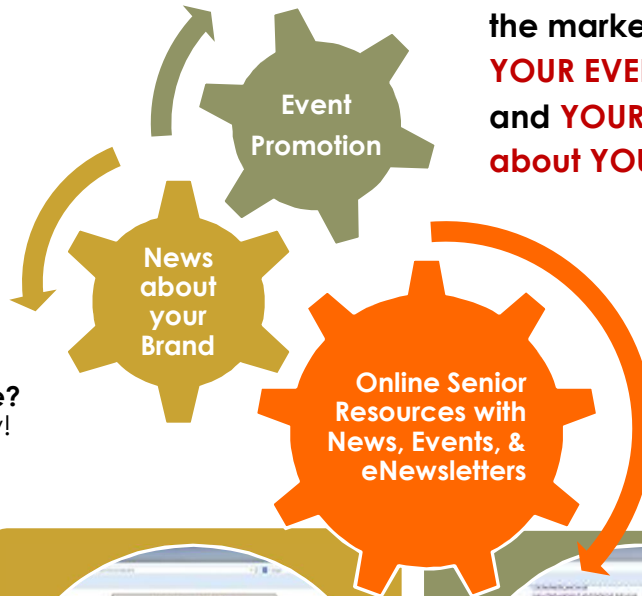 the marke
YOUR EVE
and YOUR
about YOU
Event
Promotion
News
about
your
Brand
e?
y!
Online Senior
Resources with
News, Events, &
eNewsletters